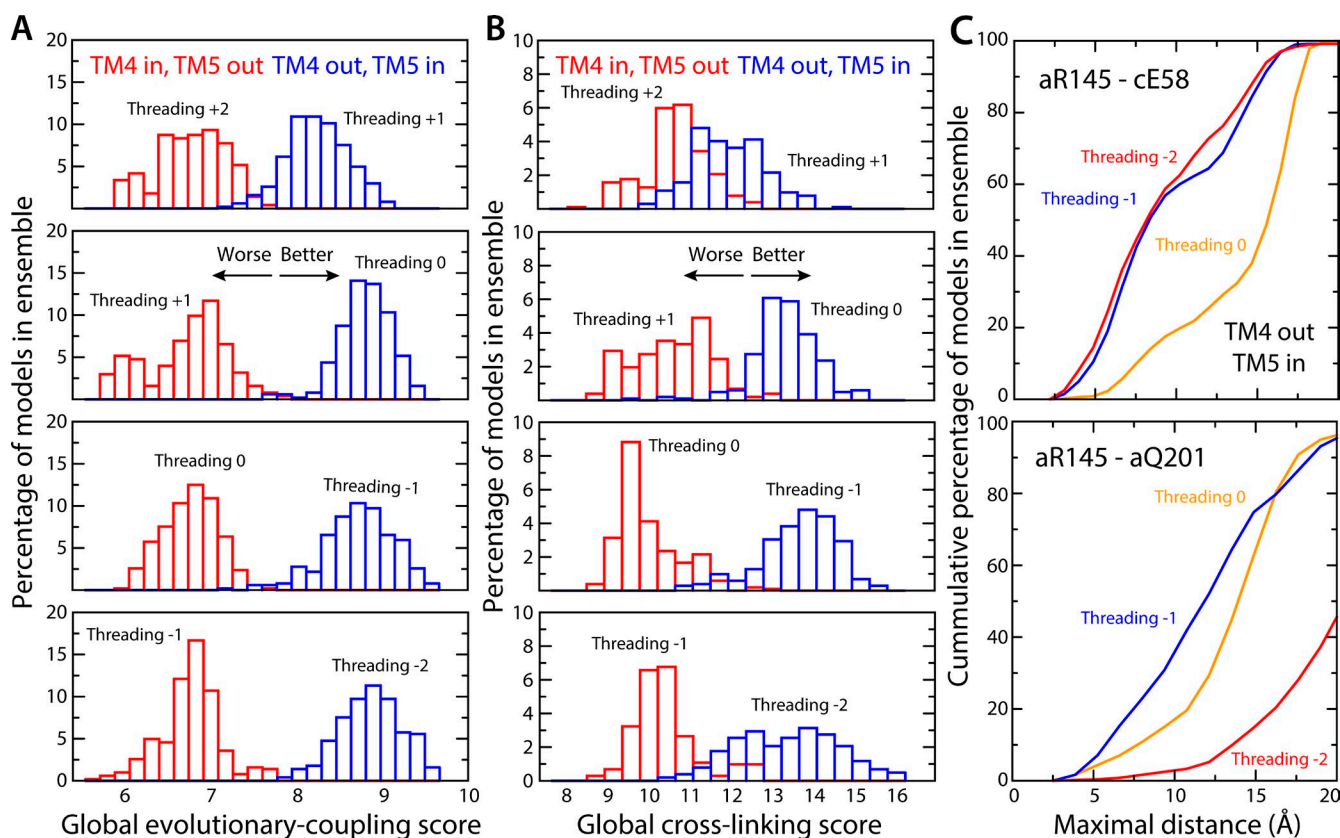 A
Percentage of models in ensemble
20
15
10
5
TM4 in, TM5 out TM4 out, TM5 in
Threading +2
Threading +1
20
15
10
5
0
Worse Better
Threading +1
Threading 0
20
15
10
5
Threading 0
Threading -1
20
15
10
5
0
Threading -1
Threading -2
6 7 8 9 10
Global evolutionary-coupling score
B
Percentage of models in ensemble
10
8
6
4
2
TM4 in, TM5 out TM4 out, TM5 in
Threading +2
Threading +1
10
8
6
4
2
0
Worse Better
Threading +1
Threading 0
10
8
6
4
2
Threading 0
Threading -1
10
8
6
4
2
0
Threading -1
Threading -2
8 9 10 11 12 13 14 15 16
Global cross-linking score
C
Cummulative percentage of models in ensemble
100
80
60
40
20
0
aR145 - cE58
Threading -2
Threading -1
Threading 0
TM4 out
TM5 in
100
80
60
40
20
0
aR145 - aQ201
Threading 0
Threading -1
Threading -2
0 5 10 15 20
Maximal distance (Å)